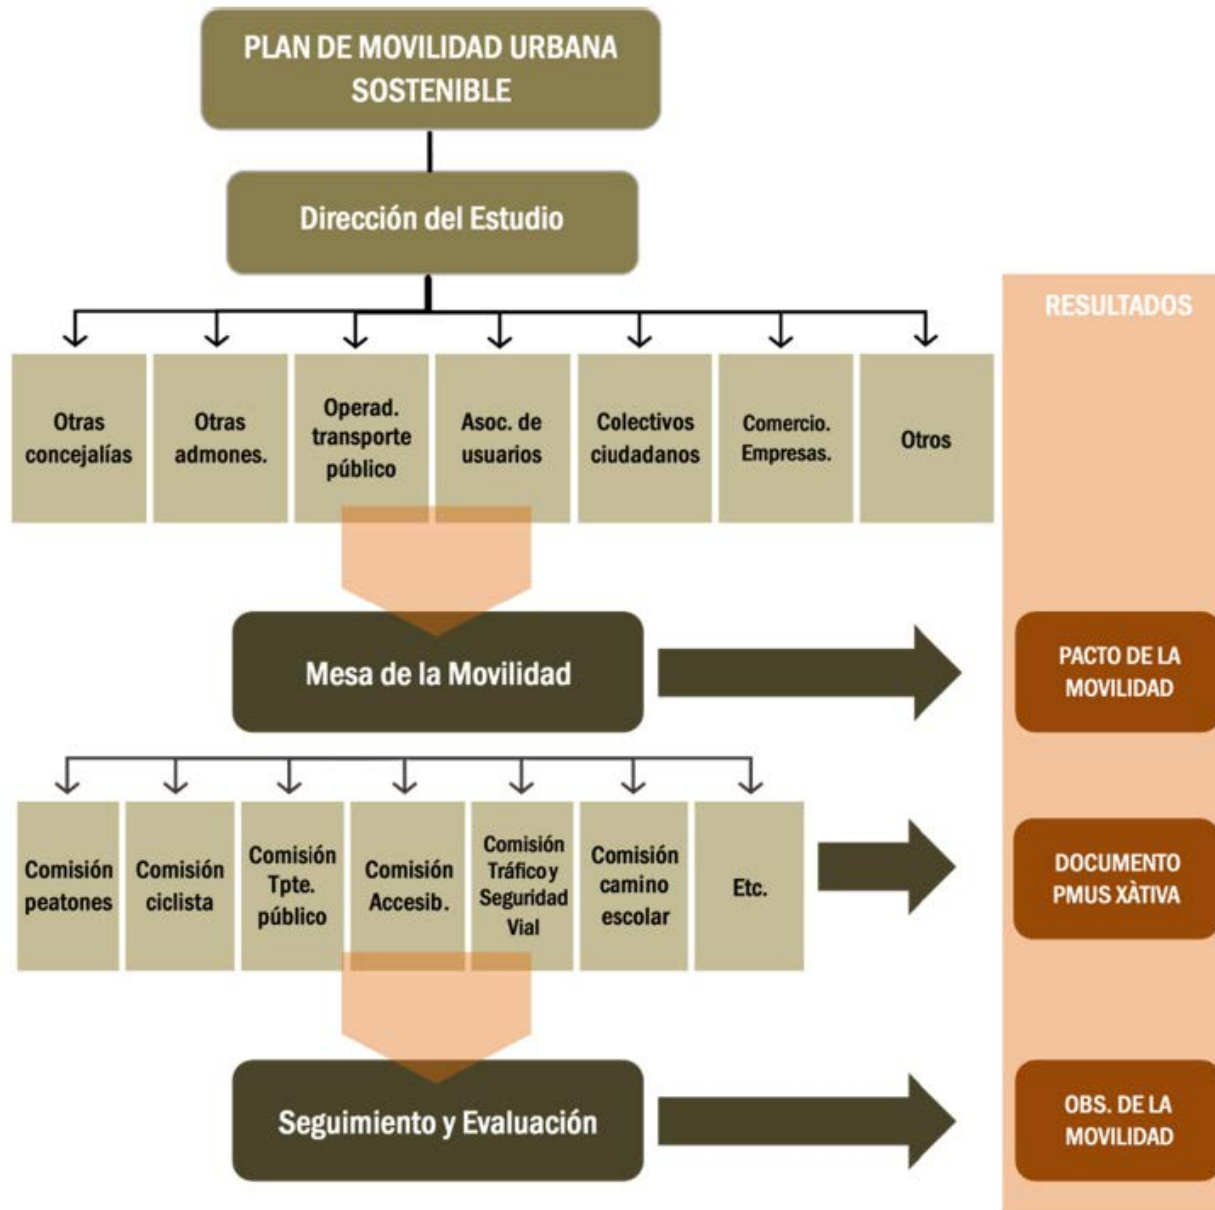 PLAN DE MOVILIDAD URBANA
SOSTENIBLE
Dirección del Estudio
RESULTADOS
Otras
concejalías
Otras
admones.
Operad.
transporte
público
Asoc. de
usuarios
Colectivos
ciudadanos
Comercio.
Empresas.
Otros
Mesa de la Movilidad
PACTO DE LA
MOVILIDAD
Comisión
peatones
Comisión
ciclista
Comisión
Tpte.
público
Comisión
Accesib.
Comisión
Tráfico y
Seguridad
Vial
Comisión
camino
escolar
Etc.
DOCUMENTO
PMUS XÀTIVA
Seguimiento y Evaluación
OBS. DE LA
MOVILIDAD